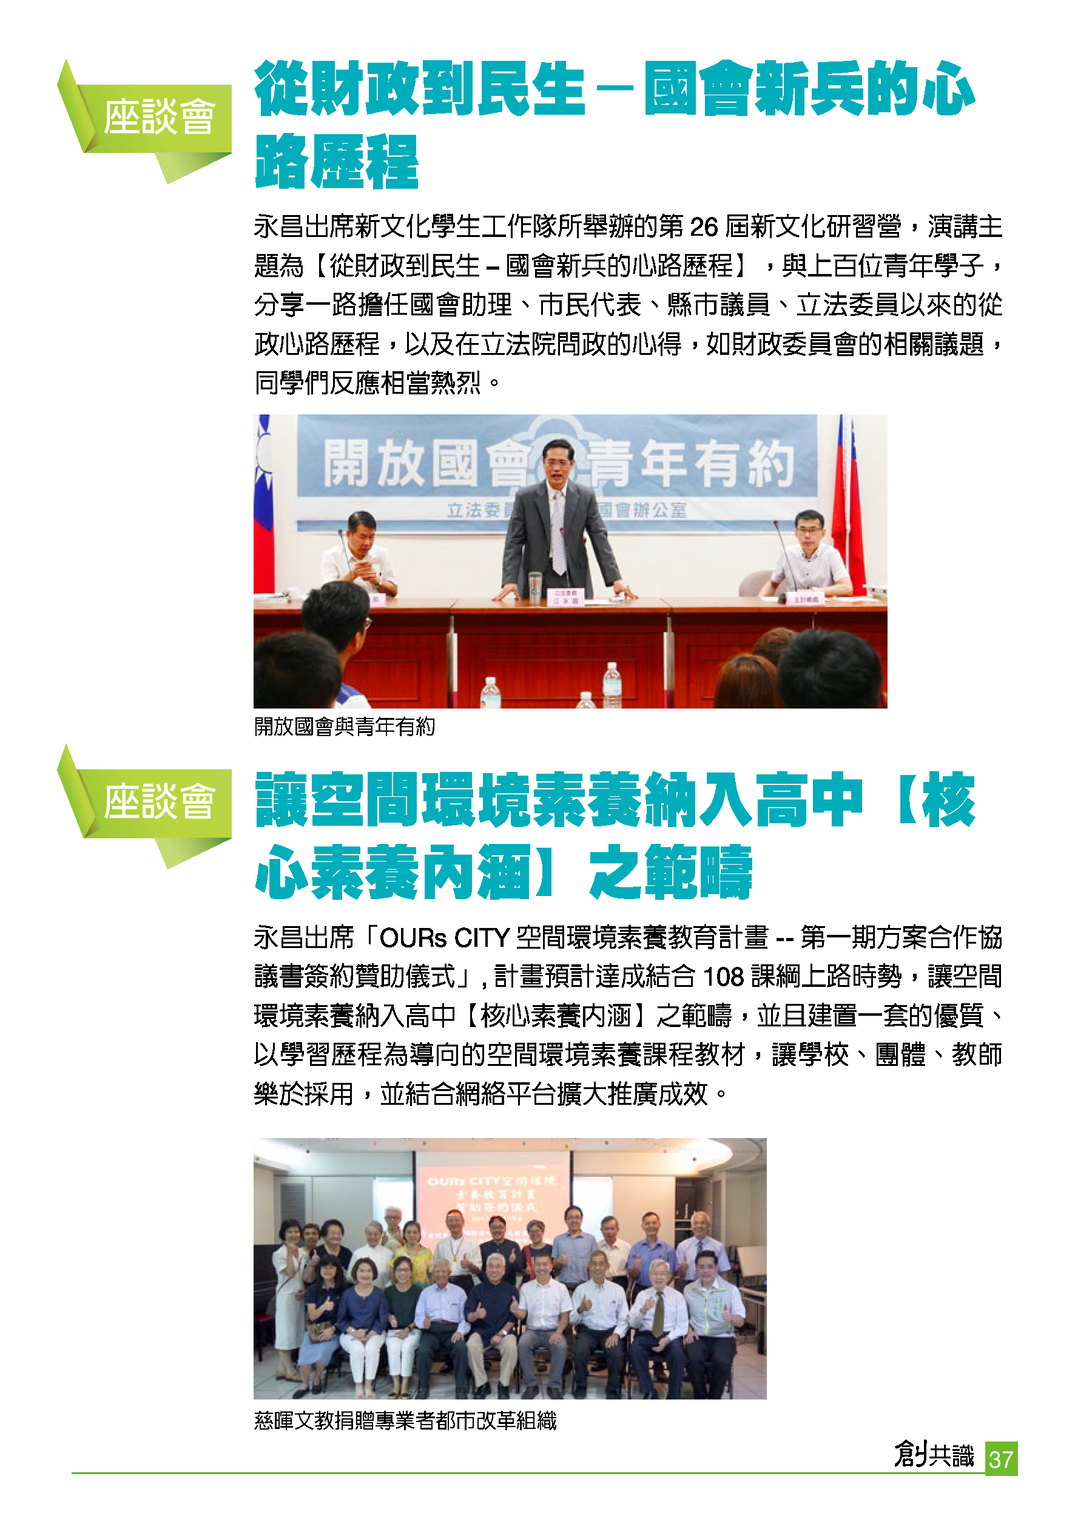 座談會
從財政到民生－國會新兵的心
路歷程
永昌出席新文化學生工作隊所舉辦的第 26 屆新文化研習營，演講主
題為【從財政到民生 – 國會新兵的心路歷程】，與上百位青年學子，
分享一路擔任國會助理、市民代表、縣市議員、立法委員以來的從
政心路歷程，以及在立法院問政的心得，如財政委員會的相關議題，
同學們反應相當熱烈。
開放國會 青年有約
立法委員 國會辦公室
立法委員
江永昌
主計總處
開放國會與青年有約
座談會
讓空間環境素養納入高中【核
心素養內涵】之範疇
永昌出席「OURs CITY 空間環境素養教育計畫 -- 第一期方案合作協
議書簽約贊助儀式」, 計畫預計達成結合 108 課綱上路時勢，讓空間
環境素養納入高中【核心素養內涵】之範疇，並且建置一套的優質、
以學習歷程為導向的空間環境素養課程教材，讓學校、團體、教師
樂於採用，並結合網絡平台擴大推廣成效。
OURs CITY空間環境
素養教育計畫
贊助簽約儀式
慈暉文教捐贈專業者都市改革組織
創共識 37